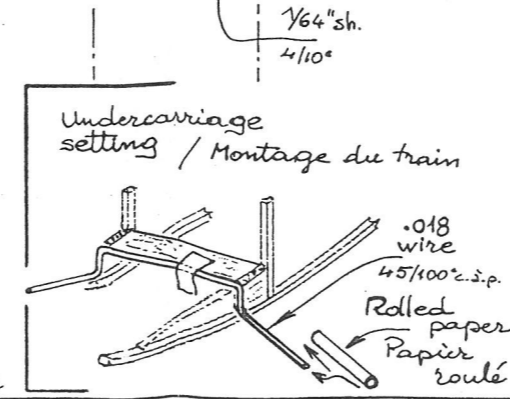 1/64"sh.
4/10e
Undercarriage
setting / Montage du train
.018
wire
45/100e c.à.p.
Rolled
paper
Papier
roulé